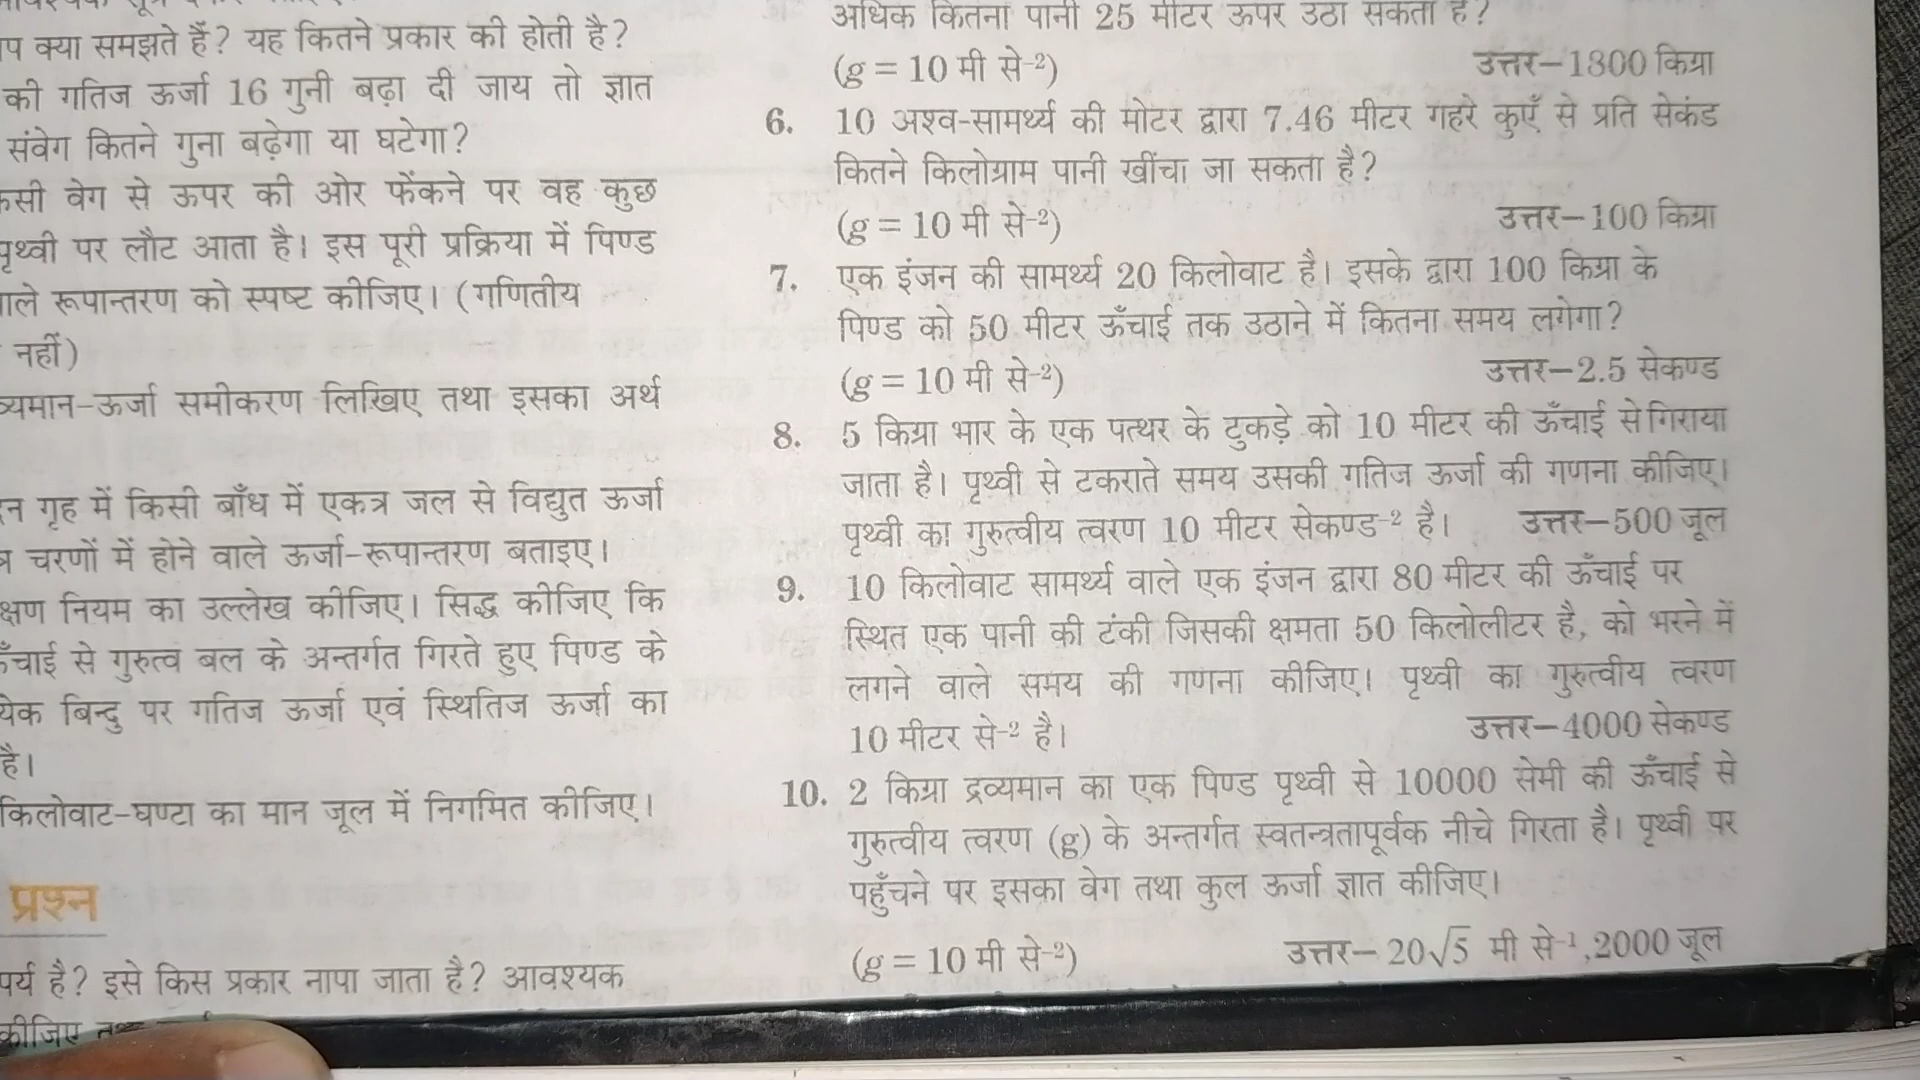 प क्या समझते हैं? यह कितने प्रकार की होती है?
की गतिज ऊर्जा 16 गुनी बढ़ा दी जाय तो ज्ञात
संवेग कितने गुना बढ़ेगा या घटेगा?
कसी वेग से ऊपर की ओर फेंकने पर वह कुछ
पृथ्वी पर लौट आता है। इस पूरी प्रक्रिया में पिण्ड
ाले रूपान्तरण को स्पष्ट कीजिए। (गणितीय
नहीं)
व्यमान-ऊर्जा समीकरण लिखिए तथा इसका अर्थ
न गृह में किसी बाँध में एकत्र जल से विद्युत ऊर्जा
न्न चरणों में होने वाले ऊर्जा-रूपान्तरण बताइए।
क्षण नियम का उल्लेख कीजिए। सिद्ध कीजिए कि
ऊँचाई से गुरुत्व बल के अन्तर्गत गिरते हुए पिण्ड के
येक बिन्दु पर गतिज ऊर्जा एवं स्थितिज ऊर्जा का
है।
किलोवाट-घण्टा का मान जूल में निगमित कीजिए।
प्रश्न
पर्य है? इसे किस प्रकार नापा जाता है? आवश्यक
कीजिए
अधिक कितना पानी 25 मीटर ऊपर उठा सकता है?
(g = 10 मी से-2) उत्तर–1800 किग्रा
6. 10 अश्व-सामर्थ्य की मोटर द्वारा 7.46 मीटर गहरे कुएँ से प्रति सेकंड
कितने किलोग्राम पानी खींचा जा सकता है?
(g = 10 मी से-2) उत्तर–100 किग्रा
7. एक इंजन की सामर्थ्य 20 किलोवाट है। इसके द्वारा 100 किग्रा के
पिण्ड को 50 मीटर ऊँचाई तक उठाने में कितना समय लगेगा?
(g = 10 मी से-2) उत्तर–2.5 सेकण्ड
8. 5 किग्रा भार के एक पत्थर के टुकड़े को 10 मीटर की ऊँचाई से गिराया
जाता है। पृथ्वी से टकराते समय उसकी गतिज ऊर्जा की गणना कीजिए।
पृथ्वी का गुरुत्वीय त्वरण 10 मीटर सेकण्ड-2 है। उत्तर–500 जूल
9. 10 किलोवाट सामर्थ्य वाले एक इंजन द्वारा 80 मीटर की ऊँचाई पर
स्थित एक पानी की टंकी जिसकी क्षमता 50 किलोलीटर है, को भरने में
लगने वाले समय की गणना कीजिए। पृथ्वी का गुरुत्वीय त्वरण
10 मीटर से-2 है। उत्तर–4000 सेकण्ड
10. 2 किग्रा द्रव्यमान का एक पिण्ड पृथ्वी से 10000 सेमी की ऊँचाई से
गुरुत्वीय त्वरण (g) के अन्तर्गत स्वतन्त्रतापूर्वक नीचे गिरता है। पृथ्वी पर
पहुँचने पर इसका वेग तथा कुल ऊर्जा ज्ञात कीजिए।
(g = 10 मी से-2) उत्तर– 20√5 मी से-1, 2000 जूल